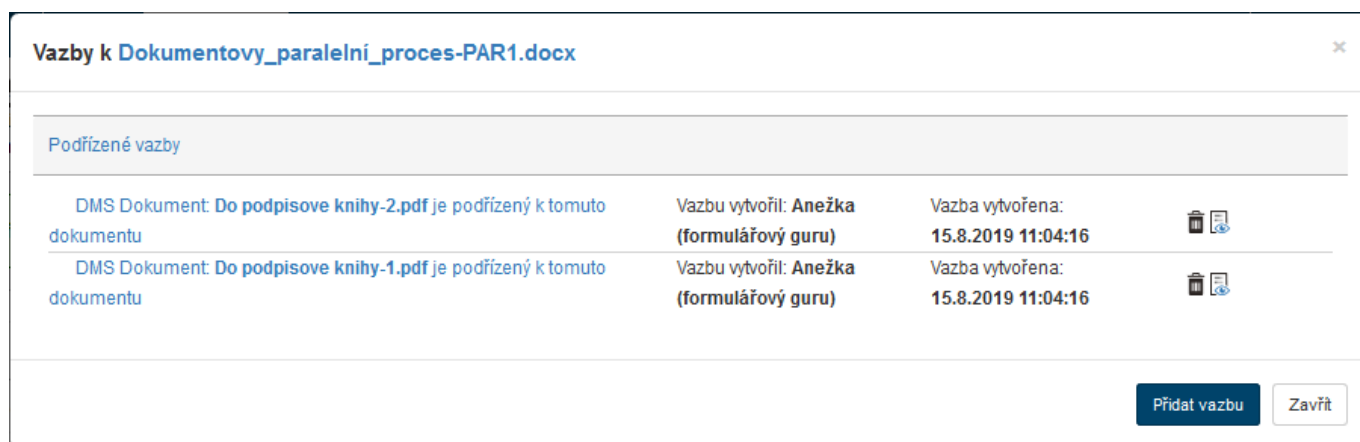 Vazby k Dokumentovy_paralelní_proces-PAR1.docx
×
Podřízené vazby
DMS Dokument: Do podpisove knihy-2.pdf je podřízený k tomuto dokumentu
Vazbu vytvořil: Anežka (formulářový guru)
Vazba vytvořena: 15.8.2019 11:04:16
DMS Dokument: Do podpisove knihy-1.pdf je podřízený k tomuto dokumentu
Vazbu vytvořil: Anežka (formulářový guru)
Vazba vytvořena: 15.8.2019 11:04:16
Přidat vazbu
Zavřít